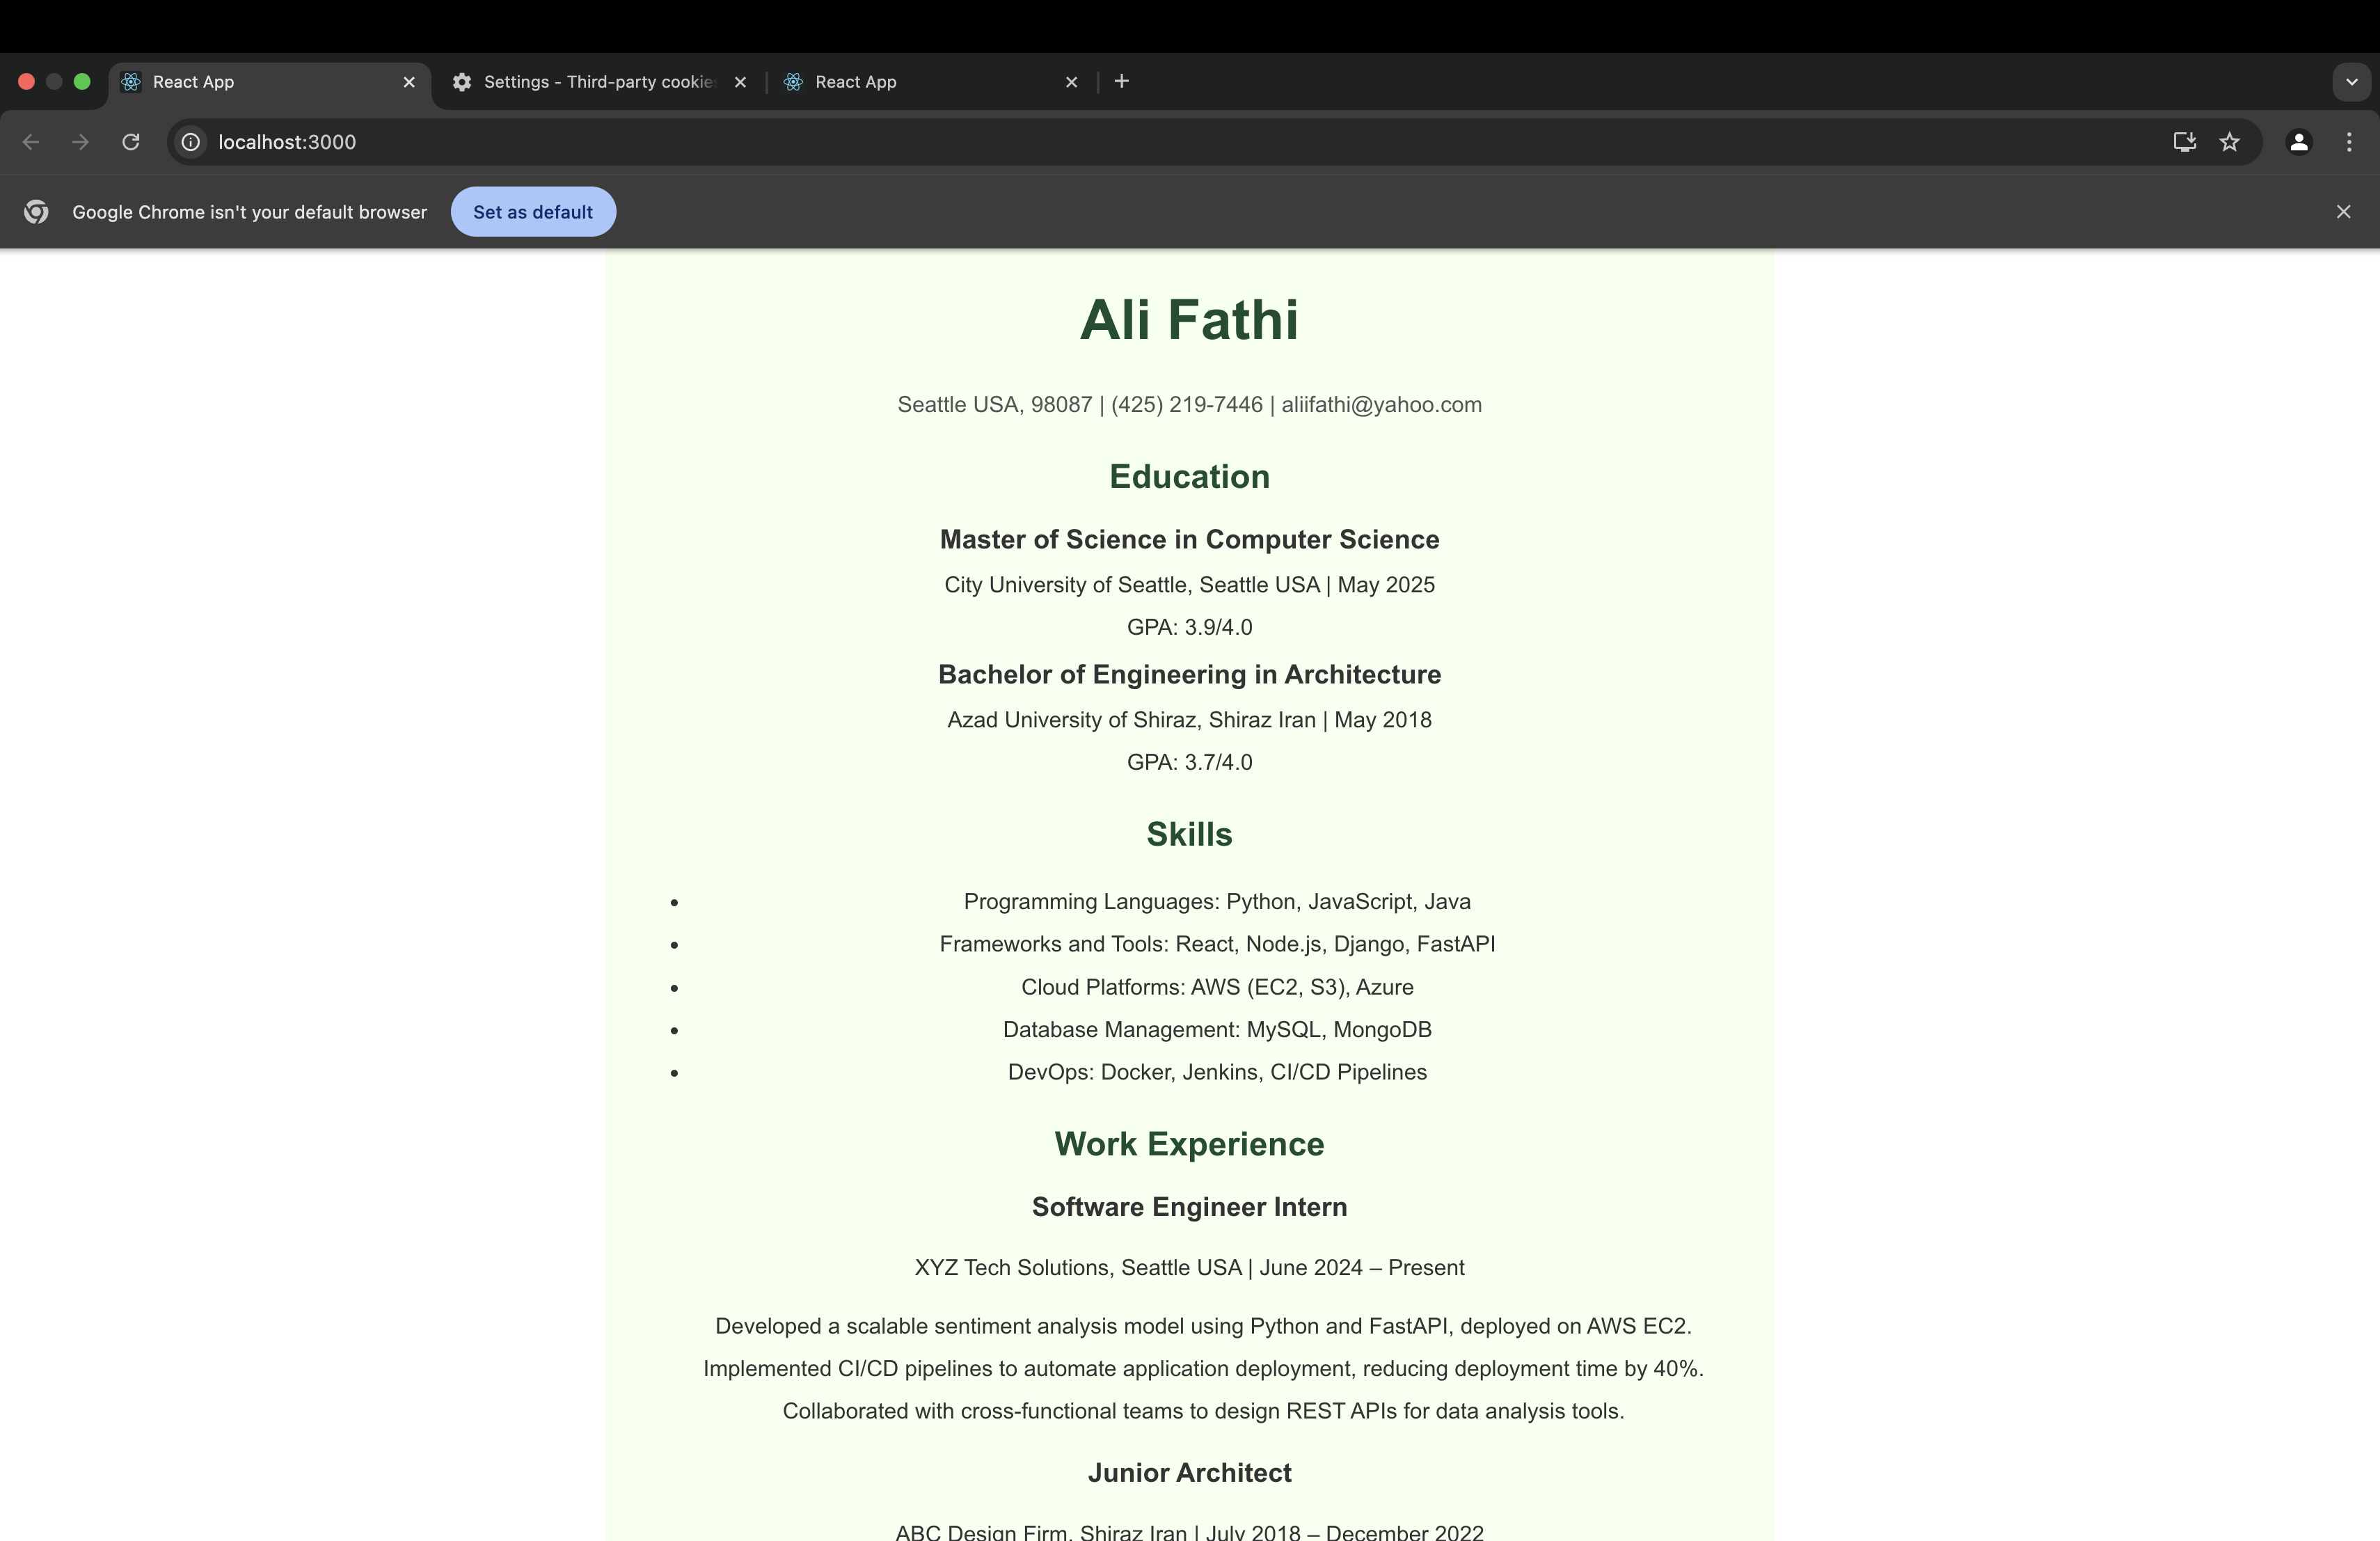 React App
Settings - Third-party cookies
React App
localhost:3000
Google Chrome isn't your default browser
Set as default
Ali Fathi
Seattle USA, 98087 | (425) 219-7446 | aliifathi@yahoo.com
Education
Master of Science in Computer Science
City University of Seattle, Seattle USA | May 2025
GPA: 3.9/4.0
Bachelor of Engineering in Architecture
Azad University of Shiraz, Shiraz Iran | May 2018
GPA: 3.7/4.0
Skills
• Programming Languages: Python, JavaScript, Java
• Frameworks and Tools: React, Node.js, Django, FastAPI
• Cloud Platforms: AWS (EC2, S3), Azure
• Database Management: MySQL, MongoDB
• DevOps: Docker, Jenkins, CI/CD Pipelines
Work Experience
Software Engineer Intern
XYZ Tech Solutions, Seattle USA | June 2024 – Present
Developed a scalable sentiment analysis model using Python and FastAPI, deployed on AWS EC2.
Implemented CI/CD pipelines to automate application deployment, reducing deployment time by 40%.
Collaborated with cross-functional teams to design REST APIs for data analysis tools.
Junior Architect
ABC Design Firm, Shiraz Iran | July 2018 – December 2022